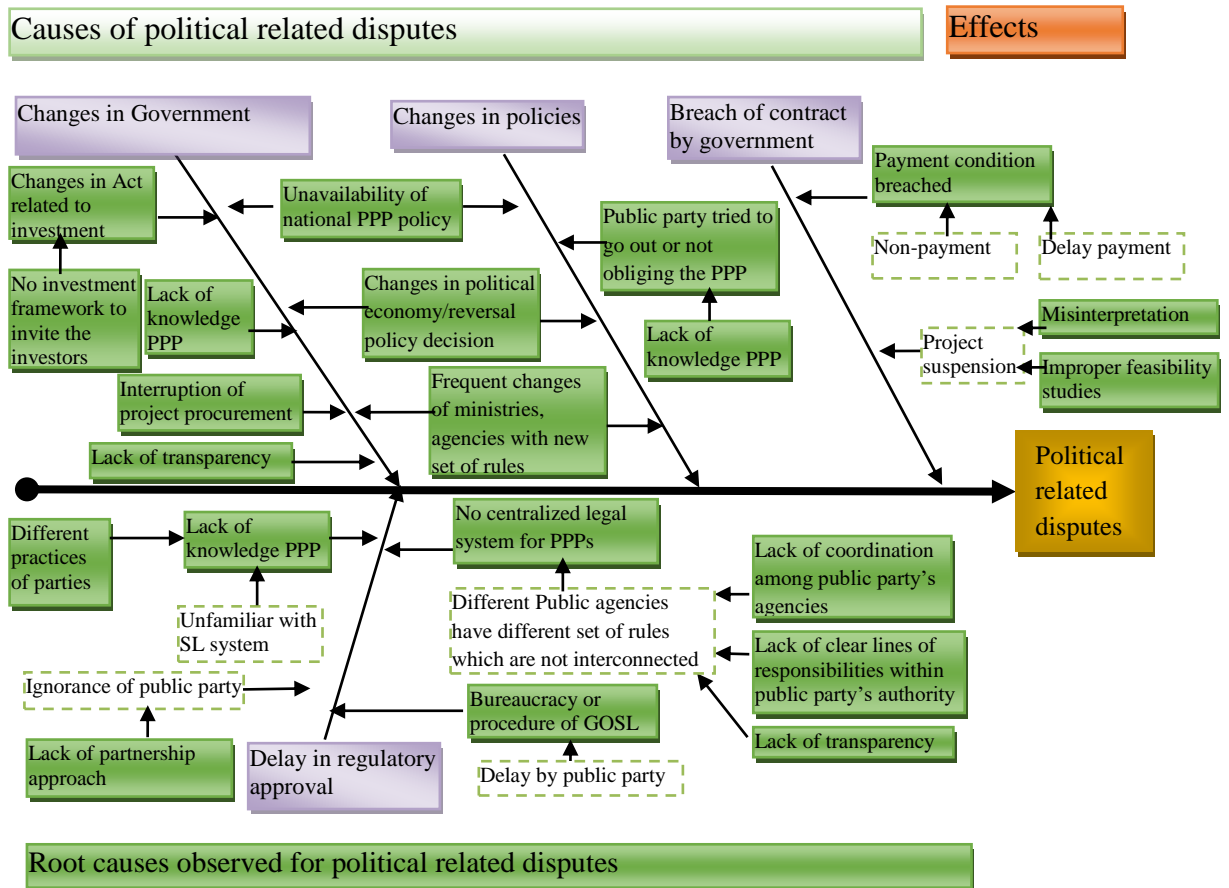 Causes of political related disputes
Effects
Changes in Government
Changes in policies
Breach of contract
by government
Changes in Act
related to
investment
Unavailability of
national PPP policy
Public party tried to
go out or not
obliging the PPP
Payment condition
breached
Non-payment
Delay payment
No investment
framework to
invite the
investors
Lack of
knowledge
PPP
Changes in political
economy/reversal
policy decision
Lack of
knowledge PPP
Misinterpretation
Project
suspension
Improper feasibility
studies
Interruption of
project procurement
Frequent changes
of ministries,
agencies with new
set of rules
Lack of transparency
Political
related
disputes
Different
practices
of parties
Lack of
knowledge PPP
No centralized legal
system for PPPs
Lack of coordination
among public party’s
agencies
Unfamiliar with
SL system
Different Public agencies
have different set of rules
which are not interconnected
Lack of clear lines of
responsibilities within
public party’s authority
Ignorance of public party
Bureaucracy or
procedure of GOSL
Lack of transparency
Lack of partnership
approach
Delay in regulatory
approval
Delay by public party
Root causes observed for political related disputes